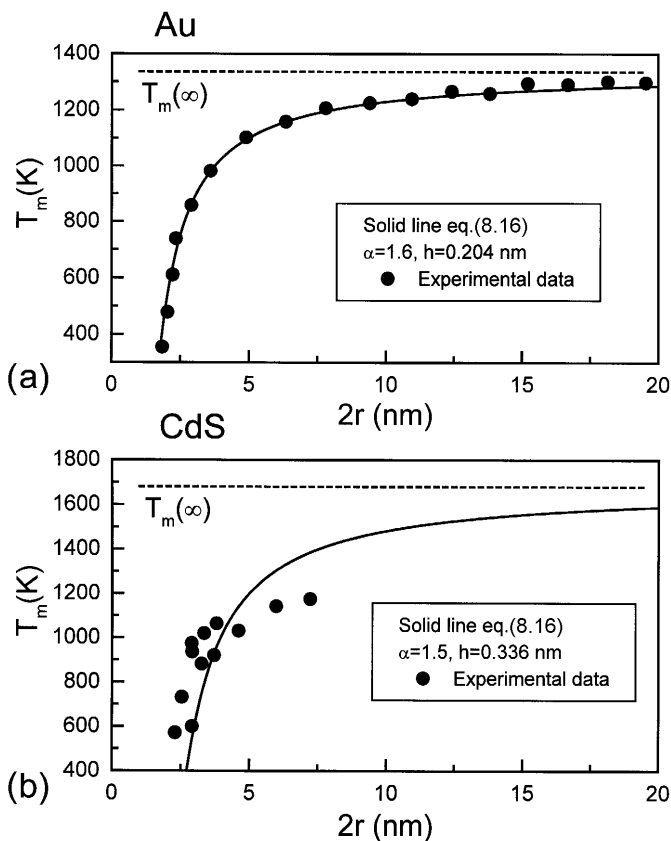 Au
1400
1200
1000
800
600
400
T_m(K)
T_m(∞)
Solid line eq.(8.16)
α=1.6, h=0.204 nm
Experimental data
(a)
0 5 10 15 20
2r (nm)
CdS
1800
1600
1400
1200
1000
800
600
400
T_m(K)
T_m(∞)
Solid line eq.(8.16)
α=1.5, h=0.336 nm
Experimental data
(b)
0 5 10 15 20
2r (nm)